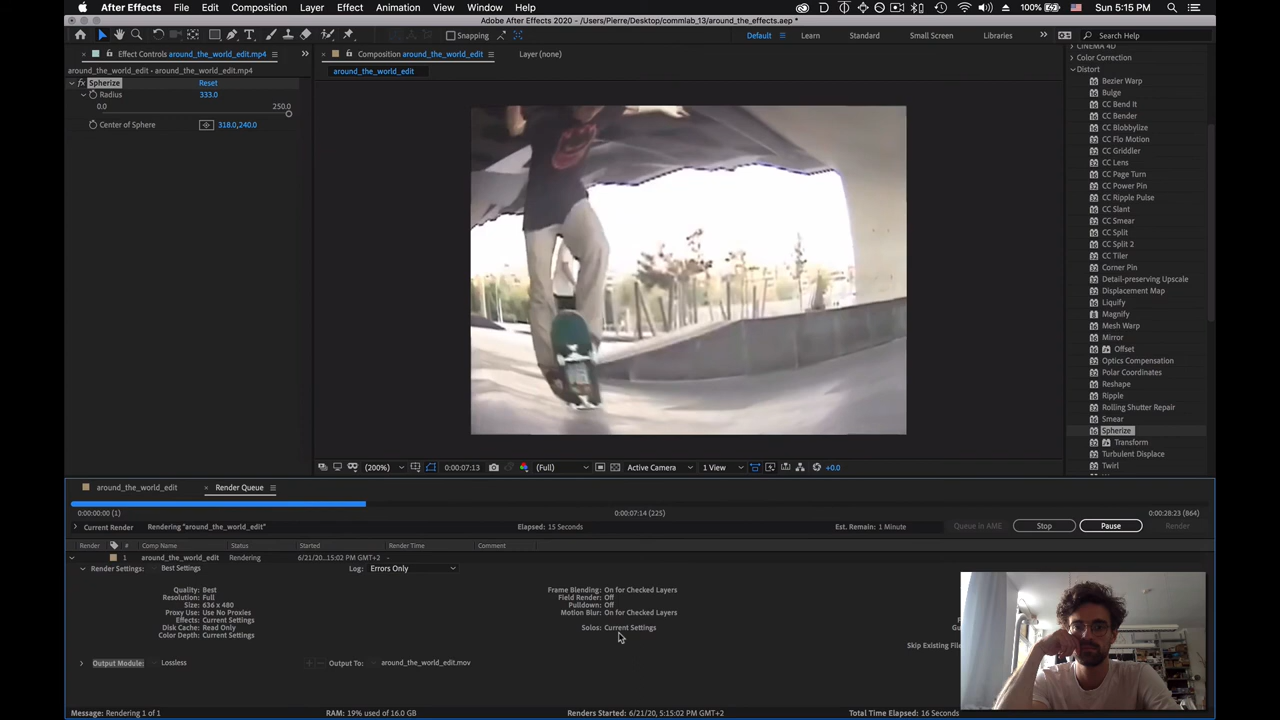 After Effects File Edit Composition Layer Effect Animation View Window Help 100% Sun 5:15 PM
Adobe After Effects 2020 - /Users/Pierre/Desktop/commlab_13/around_the_effects.aep *
Snapping Default Learn Standard Small Screen Libraries Search Help
Effect Controls around_the_world_edit.mp4 Composition around_the_world_edit Layer (none)
around_the_world_edit • around_the_world_edit.mp4 around_the_world_edit
fx Spherize Reset
Radius 333.0
0.0 250.0
Center of Sphere 318.0,240.0
CINEMA 4D
Color Correction
Distort
Bezier Warp
Bulge
CC Bend It
CC Bender
CC Blobbylize
CC Flo Motion
CC Griddler
CC Lens
CC Page Turn
CC Power Pin
CC Ripple Pulse
CC Slant
CC Smear
CC Split
CC Split 2
CC Tiler
Corner Pin
Detail-preserving Upscale
Displacement Map
Liquify
Magnify
Mesh Warp
Mirror
Offset
Optics Compensation
Polar Coordinates
Reshape
Ripple
Rolling Shutter Repair
Smear
Spherize
Transform
Turbulent Displace
Twirl
(200%) 0:00:07:13 (Full) Active Camera 1 View +0.0
around_the_world_edit Render Queue
0:00:00:00 (1) 0:00:07:14 (225) 0:00:28:23 (864)
Current Render Rendering "around_the_world_edit" Elapsed: 15 Seconds Est. Remain: 1 Minute Queue in AME Stop Pause Render
Render # Comp Name Status Started Render Time Comment
1 around_the_world_edit Rendering 6/21/20...15:02 PM GMT+2 -
Render Settings: Best Settings Log: Errors Only
Quality: Best Frame Blending: On for Checked Layers
Resolution: Full Field Render: Off
Size: 636 x 480 Pulldown: Off
Proxy Use: Use No Proxies Motion Blur: On for Checked Layers
Effects: Current Settings
Disk Cache: Read Only Solos: Current Settings
Color Depth: Current Settings
Skip Existing File
Output Module: Lossless Output To: around_the_world_edit.mov
Message: Rendering 1 of 1 RAM: 19% used of 16.0 GB Renders Started: 6/21/20, 5:15:02 PM GMT+2 Total Time Elapsed: 16 Seconds